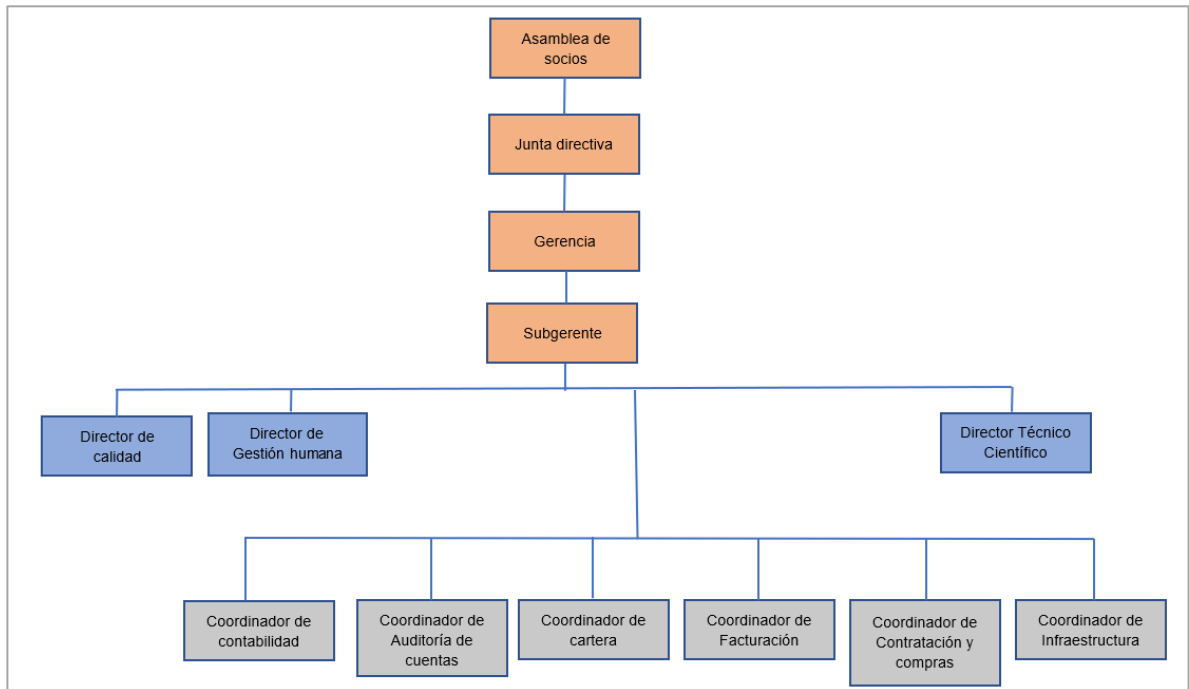 Asamblea de
socios
Junta directiva
Gerencia
Subgerente
Director de
calidad
Director de
Gestión humana
Director Técnico
Científico
Coordinador de
contabilidad
Coordinador de
Auditoría de
cuentas
Coordinador de
cartera
Coordinador de
Facturación
Coordinador de
Contratación y
compras
Coordinador de
Infraestructura